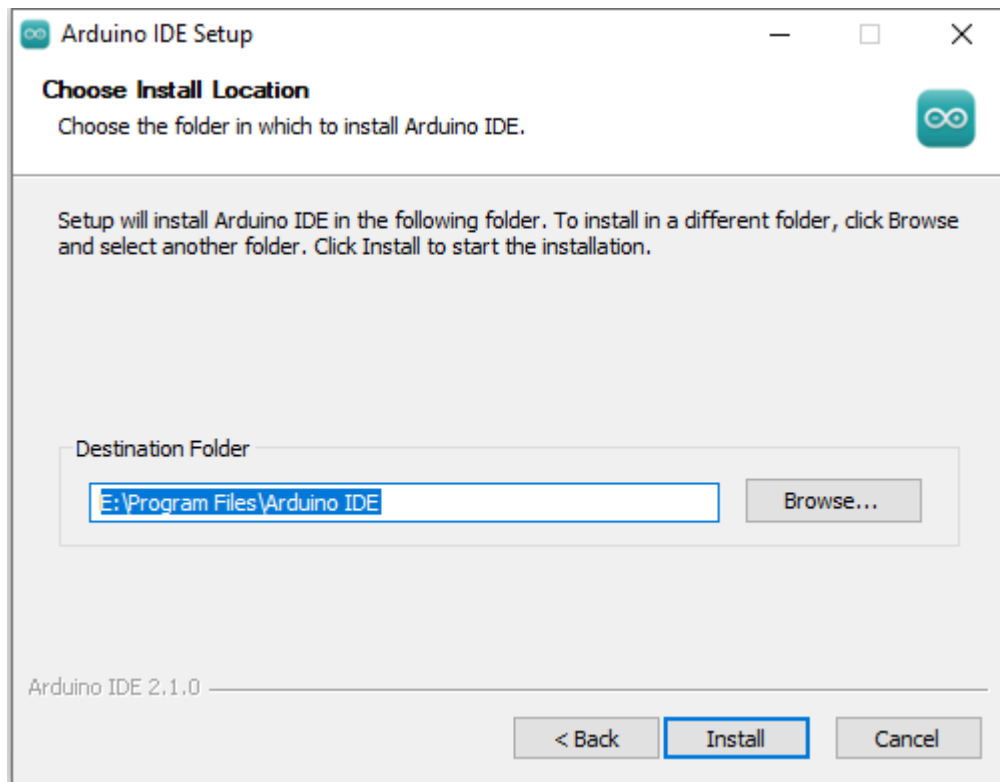 Arduino IDE Setup
Choose Install Location
Choose the folder in which to install Arduino IDE.
Setup will install Arduino IDE in the following folder. To install in a different folder, click Browse
and select another folder. Click Install to start the installation.
Destination Folder
E:\Program Files\Arduino IDE
Browse...
Arduino IDE 2.1.0
< Back
Install
Cancel